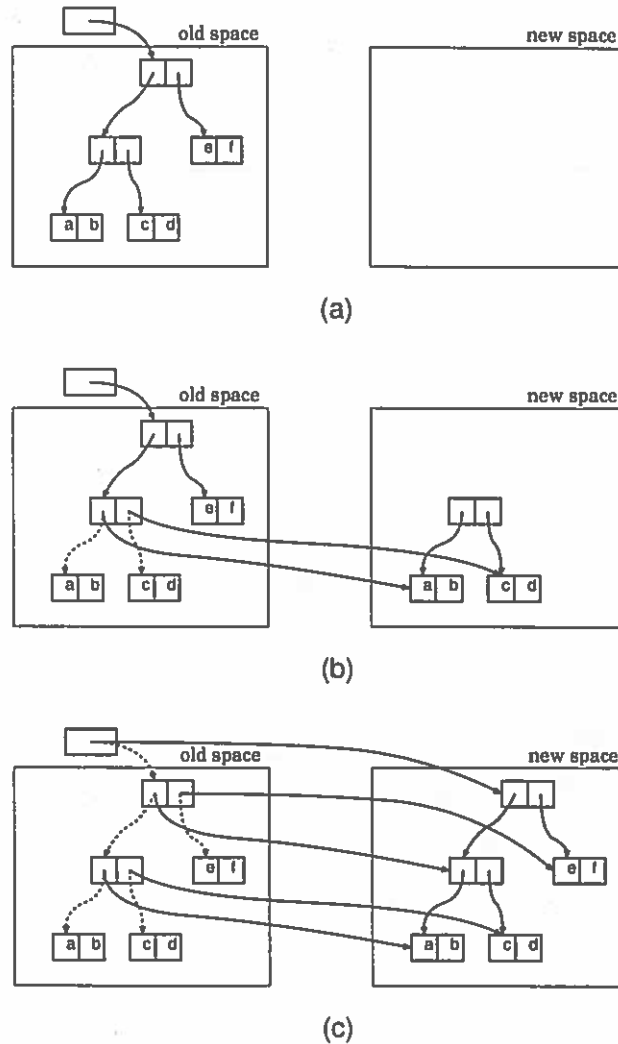 old space
new space
e f
a b
c d
(a)
old space
new space
e f
a b
c d
a b
c d
(b)
old space
new space
e f
e f
a b
c d
a b
c d
(c)